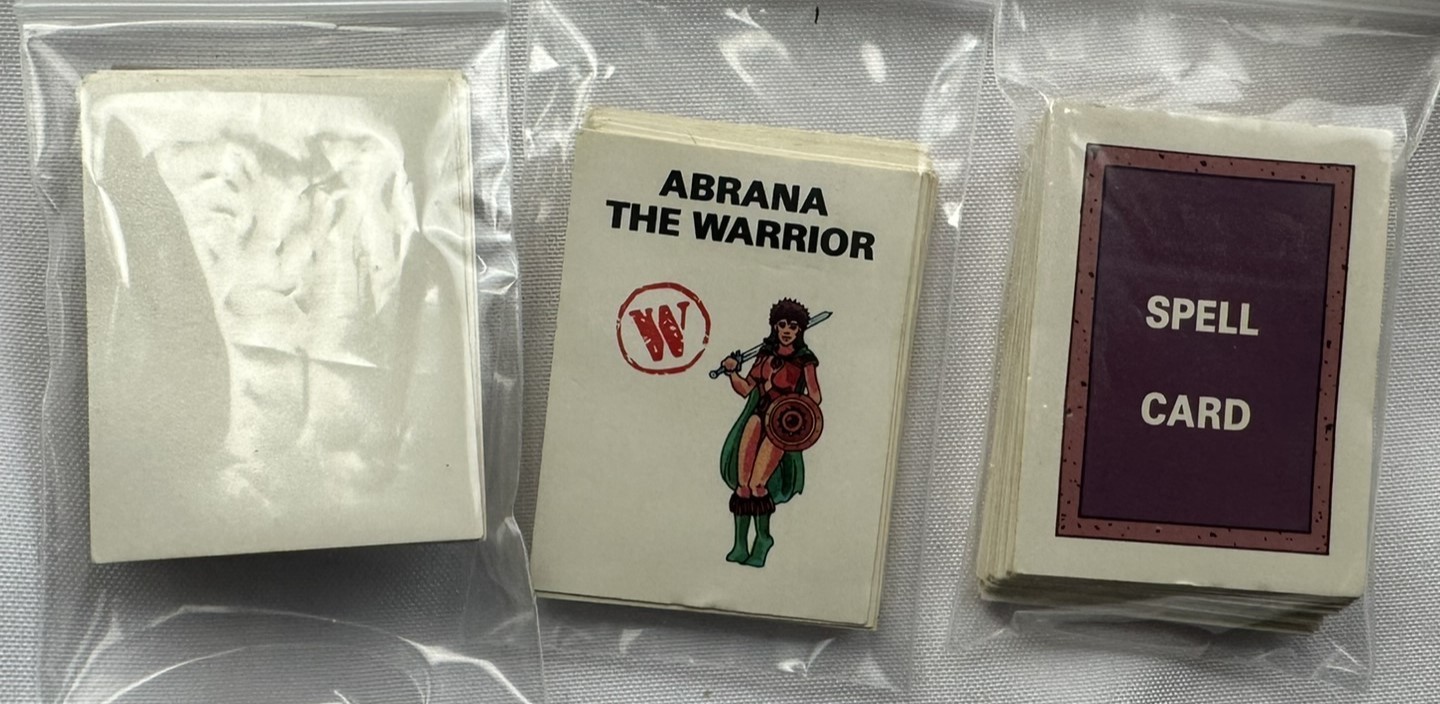 ABRANA
THE WARRIOR
W
SPELL
CARD